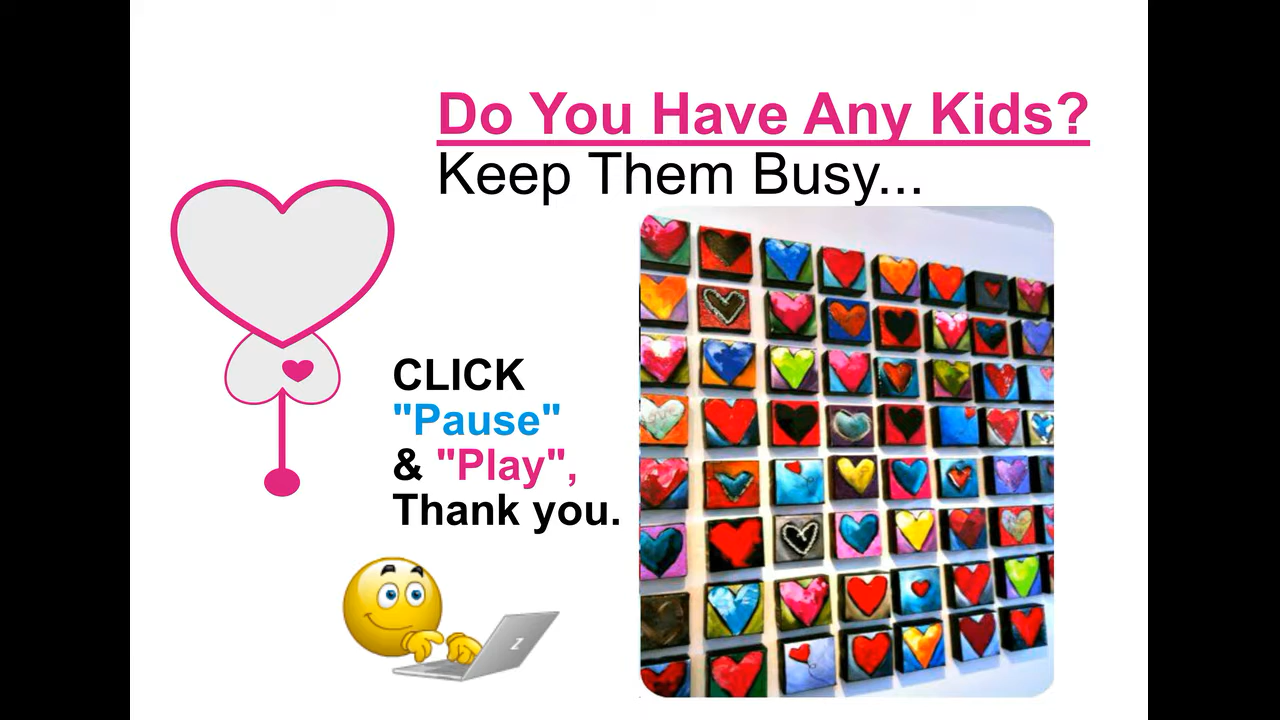 Do You Have Any Kids?
Keep Them Busy...
CLICK
"Pause"
& "Play",
Thank you.
Z